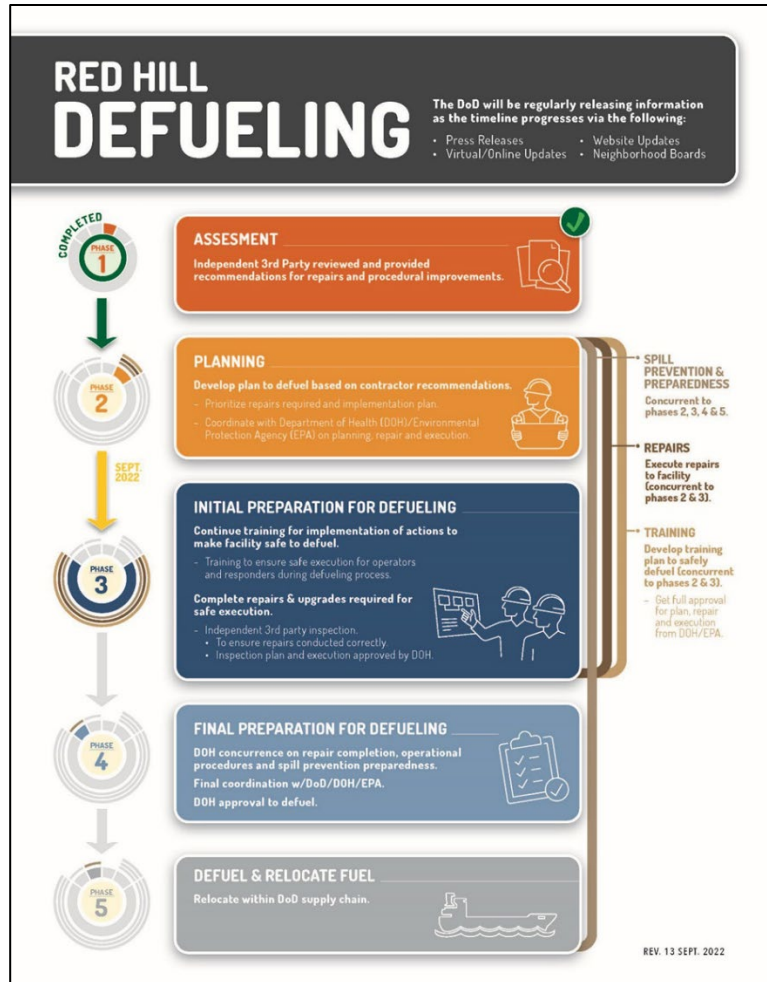 RED HILL
DEFUELING
The DoD will be regularly releasing information
as the timeline progresses via the following:
• Press Releases
• Virtual/Online Updates
• Website Updates
• Neighborhood Boards
COMPLETED
PHASE
1
ASSESMENT
Independent 3rd Party reviewed and provided
recommendations for repairs and procedural improvements.
PHASE
2
PLANNING
Develop plan to defuel based on contractor recommendations.
- Prioritize repairs required and implementation plan.
- Coordinate with Department of Health (DOH)/Environmental
Protection Agency (EPA) on planning, repair and execution.
SPILL
PREVENTION &
PREPAREDNESS
Concurrent to
phases 2, 3, 4 & 5.
REPAIRS
Execute repairs
to facility
(concurrent to
phases 2 & 3).
TRAINING
Develop training
plan to safely
defuel (concurrent
to phases 2 & 3).
- Get full approval
for plan, repair
and execution
from DOH/EPA.
SEPT.
2022
PHASE
3
INITIAL PREPARATION FOR DEFUELING
Continue training for implementation of actions to
make facility safe to defuel.
- Training to ensure safe execution for operators
and responders during defueling process.
Complete repairs & upgrades required for
safe execution.
- Independent 3rd party inspection.
• To ensure repairs conducted correctly.
• Inspection plan and execution approved by DOH.
PHASE
4
FINAL PREPARATION FOR DEFUELING
DOH concurrence on repair completion, operational
procedures and spill prevention preparedness.
Final coordination w/DoD/DOH/EPA.
DOH approval to defuel.
PHASE
5
DEFUEL & RELOCATE FUEL
Relocate within DoD supply chain.
REV. 13 SEPT. 2022